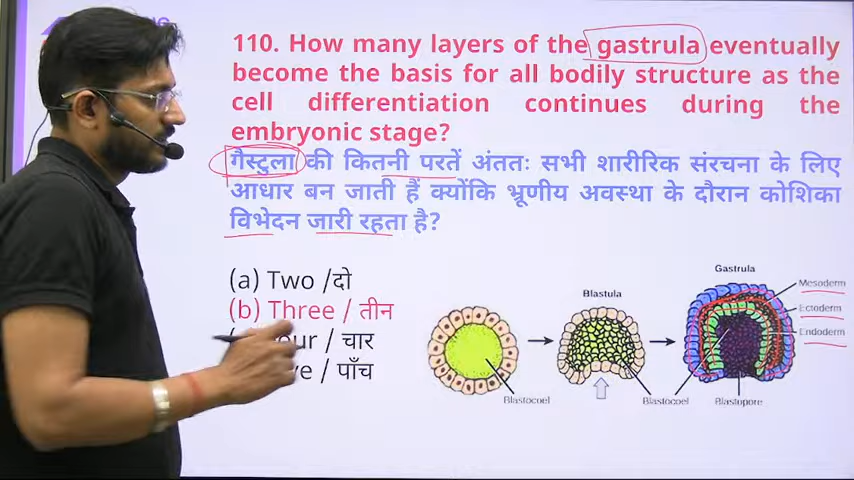 110. How many layers of the gastrula eventually
become the basis for all bodily structure as the
cell differentiation continues during the
embryonic stage?
गैस्टुला की कितनी परतें अंततः सभी शारीरिक संरचना के लिए
आधार बन जाती हैं क्योंकि भ्रूणीय अवस्था के दौरान कोशिका
विभेदन जारी रहता है?
(a) Two /दो
(b) Three / तीन
/ चार
/ पाँच
Gastrula
Blastula
Mesoderm
Ectoderm
Endoderm
Blastocoel
Blastocoel
Blastopore